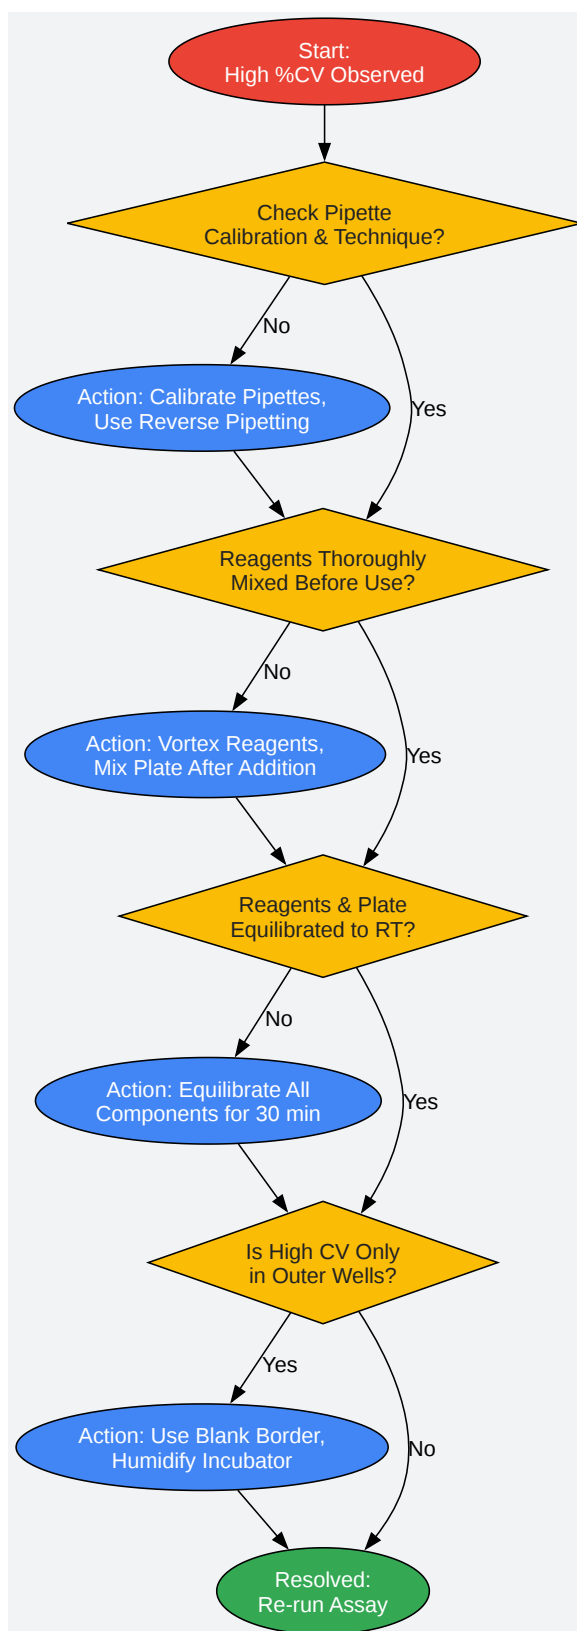 Start:
High %CV Observed
Check Pipette
Calibration & Technique?
No
Yes
Action: Calibrate Pipettes,
Use Reverse Pipetting
Reagents Thoroughly
Mixed Before Use?
No
Yes
Action: Vortex Reagents,
Mix Plate After Addition
Reagents & Plate
Equilibrated to RT?
No
Yes
Action: Equilibrate All
Components for 30 min
Is High CV Only
in Outer Wells?
Yes
No
Action: Use Blank Border,
Humidify Incubator
Resolved:
Re-run Assay